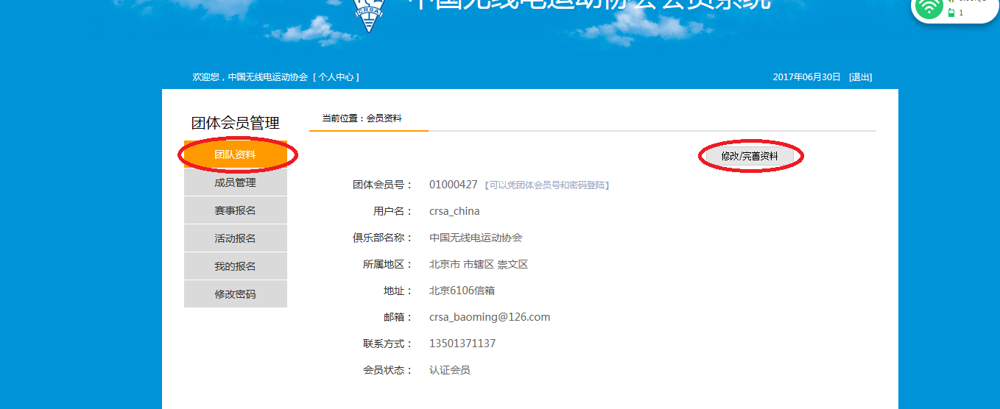 中国无线电运动协会会员系统
CRSA
1
欢迎您，中国无线电运动协会 [ 个人中心 ]
2017年06月30日 [退出]
团体会员管理
当前位置：会员资料
团队资料
修改/完善资料
成员管理
赛事报名
活动报名
我的报名
修改密码
团体会员号： 01000427 【可以凭团体会员号和密码登陆】
用户名： crsa_china
俱乐部名称： 中国无线电运动协会
所属地区： 北京市 市辖区 崇文区
地址： 北京6106信箱
邮箱： crsa_baoming@126.com
联系方式： 13501371137
会员状态： 认证会员